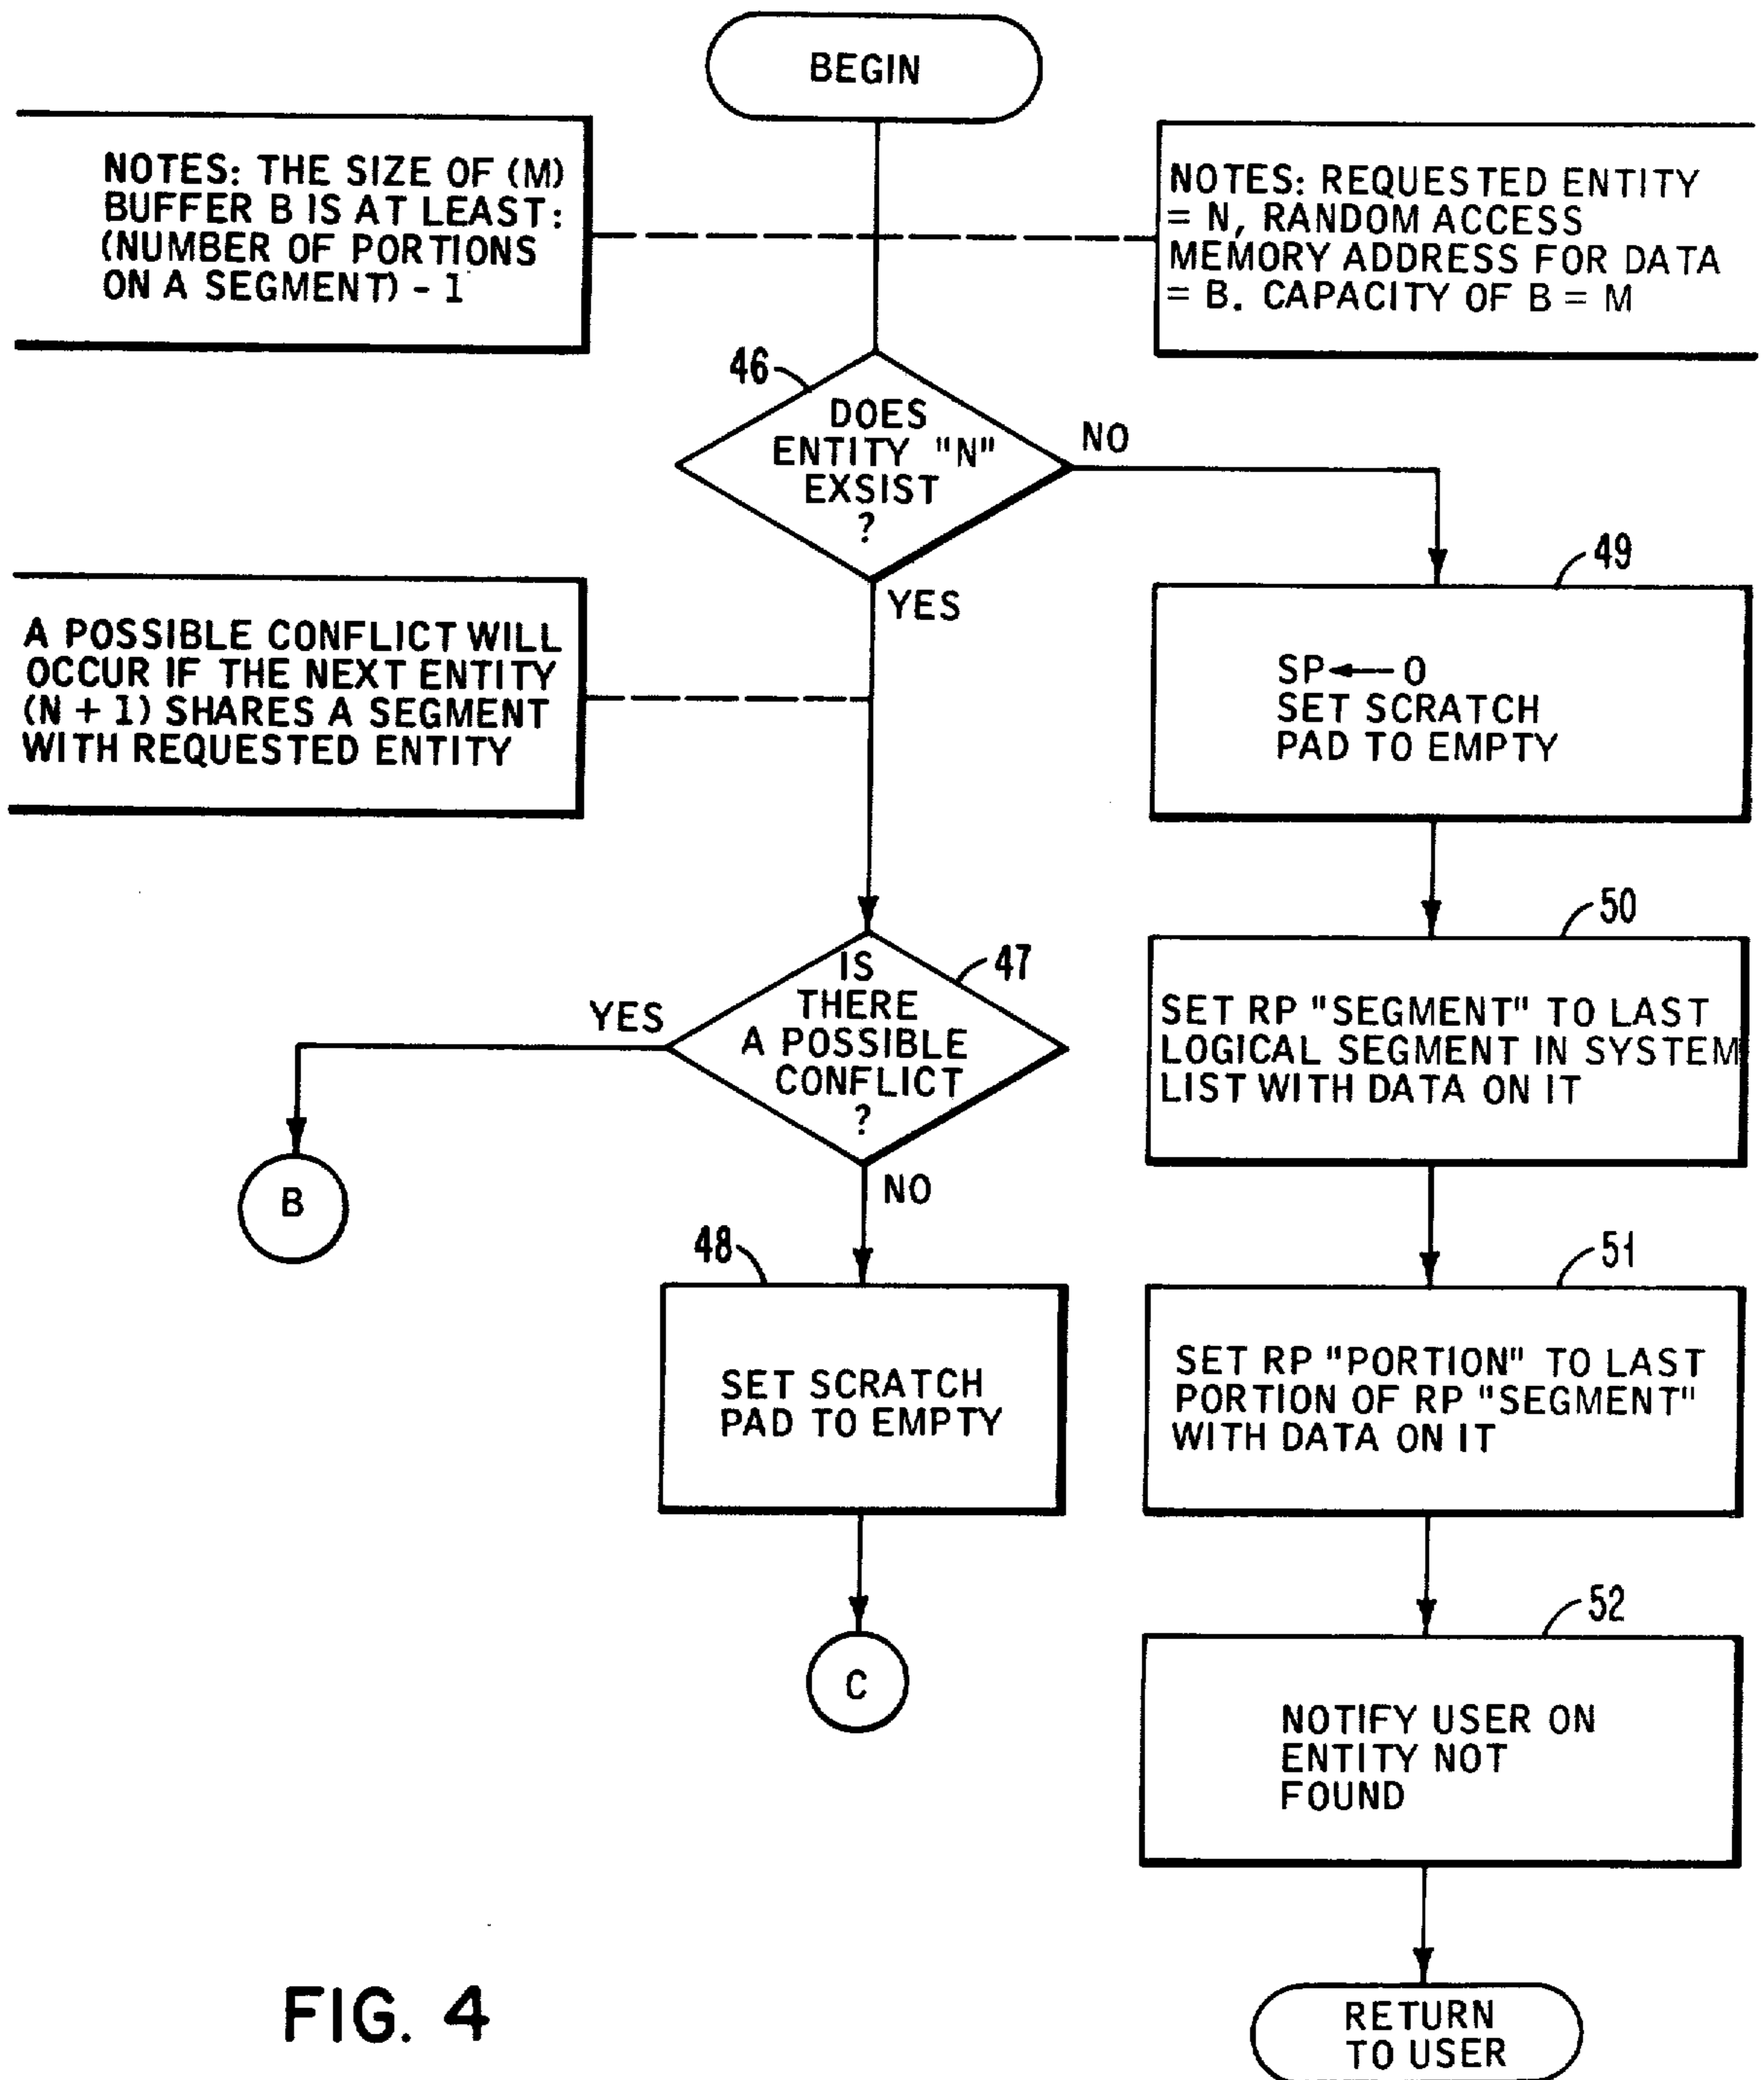 BEGIN
NOTES: THE SIZE OF (M)
BUFFER B IS AT LEAST:
(NUMBER OF PORTIONS
ON A SEGMENT) - 1
NOTES: REQUESTED ENTITY
= N, RANDOM ACCESS
MEMORY ADDRESS FOR DATA
= B. CAPACITY OF B = M
46
DOES
ENTITY "N"
EXSIST
?
NO
YES
49
SP ← 0
SET SCRATCH
PAD TO EMPTY
A POSSIBLE CONFLICT WILL
OCCUR IF THE NEXT ENTITY
(N + 1) SHARES A SEGMENT
WITH REQUESTED ENTITY
50
SET RP "SEGMENT" TO LAST
LOGICAL SEGMENT IN SYSTEM
LIST WITH DATA ON IT
47
IS
THERE
A POSSIBLE
CONFLICT
?
YES
B
NO
48
SET SCRATCH
PAD TO EMPTY
C
51
SET RP "PORTION" TO LAST
PORTION OF RP "SEGMENT"
WITH DATA ON IT
52
NOTIFY USER ON
ENTITY NOT
FOUND
RETURN
TO USER
FIG. 4